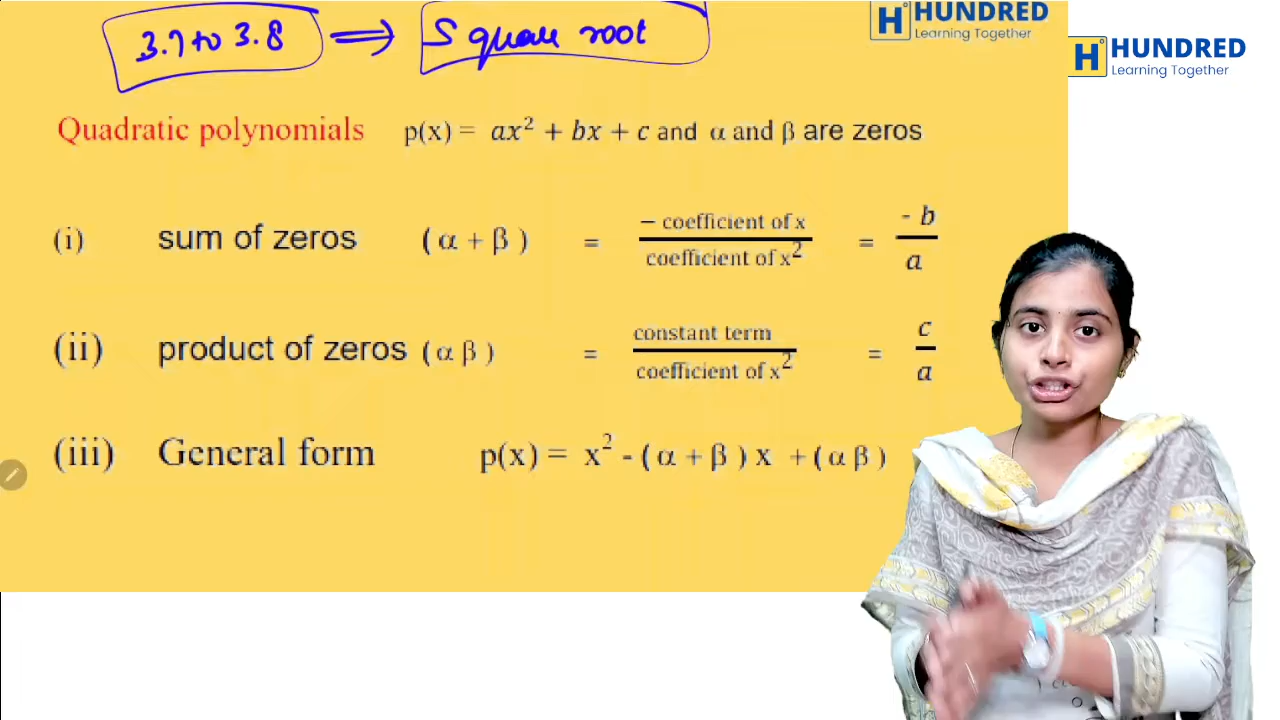 3.7 to 3.8 ⟹ Square root
H° HUNDRED
Learning Together
H° HUNDRED
Learning Together
Quadratic polynomials p(x) = ax² + bx + c and α and β are zeros
(i) sum of zeros ( α + β ) = − coefficient of x / coefficient of x² = - b / a
(ii) product of zeros ( α β ) = constant term / coefficient of x² = c / a
(iii) General form p(x) = x² - ( α + β ) x + ( α β )